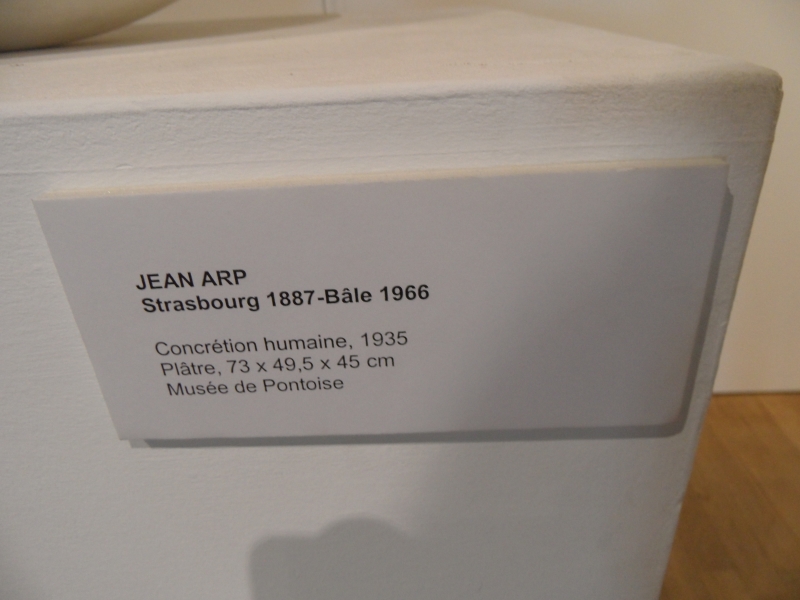 JEAN ARP
Strasbourg 1887-Bâle 1966
Concrétion humaine, 1935
Plâtre, 73 x 49,5 x 45 cm
Musée de Pontoise